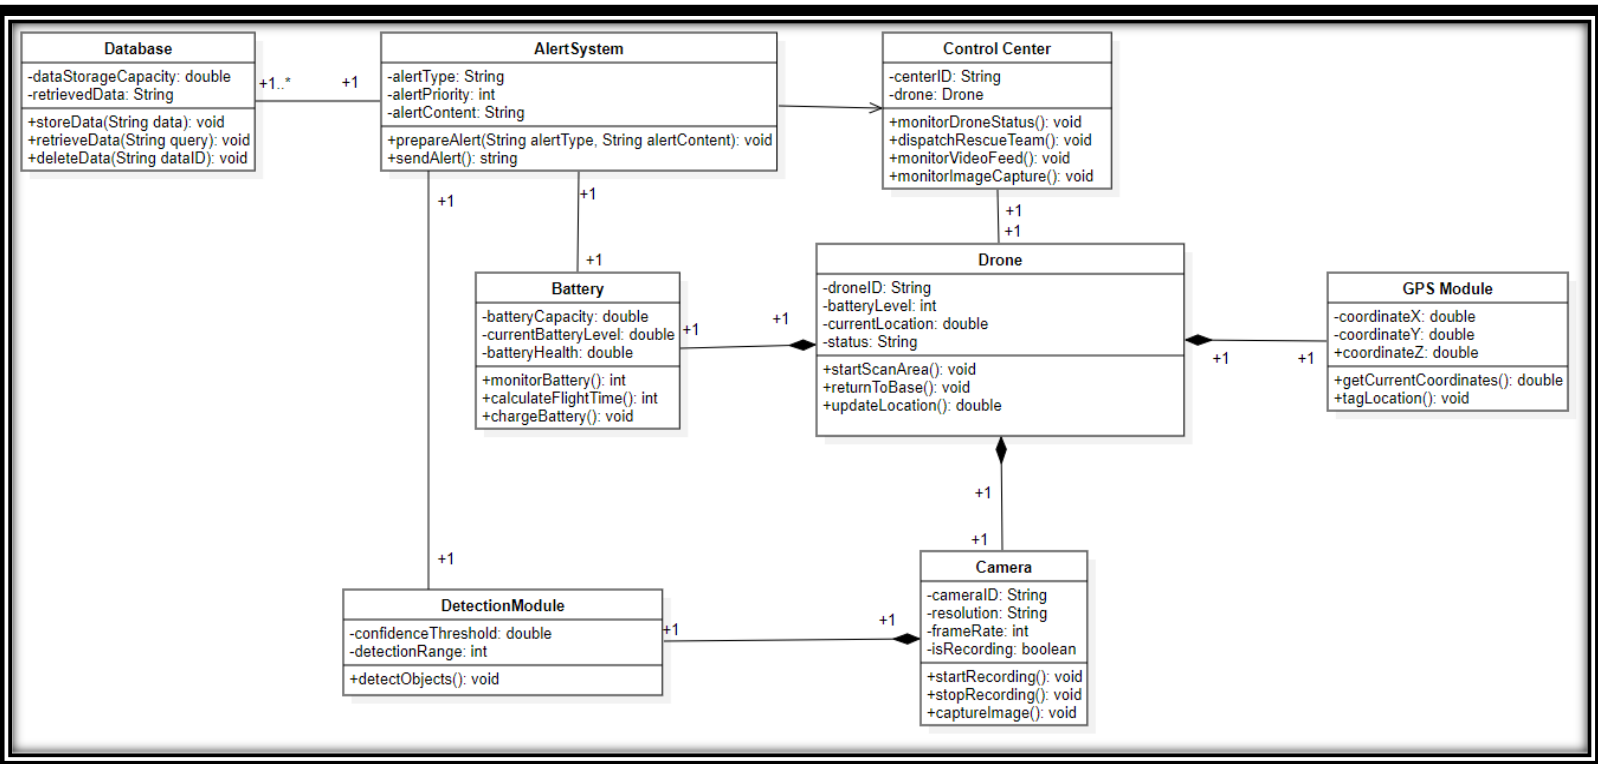 Database
-dataStorageCapacity: double
-retrievedData: String
+storeData(String data): void
+retrieveData(String query): void
+deleteData(String dataID): void
+1..*
+1
AlertSystem
-alertType: String
-alertPriority: int
-alertContent: String
+prepareAlert(String alertType, String alertContent): void
+sendAlert(): string
Control Center
-centerID: String
-drone: Drone
+monitorDroneStatus(): void
+dispatchRescueTeam(): void
+monitorVideoFeed(): void
+monitorImageCapture(): void
+1
+1
+1
+1
+1
Battery
-batteryCapacity: double
-currentBatteryLevel: double
-batteryHealth: double
+monitorBattery(): int
+calculateFlightTime(): int
+chargeBattery(): void
+1
+1
Drone
-droneID: String
-batteryLevel: int
-currentLocation: double
-status: String
+startScanArea(): void
+returnToBase(): void
+updateLocation(): double
+1
+1
GPS Module
-coordinateX: double
-coordinateY: double
+coordinateZ: double
+getCurrentCoordinates(): double
+tagLocation(): void
+1
+1
+1
DetectionModule
-confidenceThreshold: double
-detectionRange: int
+detectObjects(): void
+1
+1
Camera
-cameraID: String
-resolution: String
-frameRate: int
-isRecording: boolean
+startRecording(): void
+stopRecording(): void
+captureImage(): void